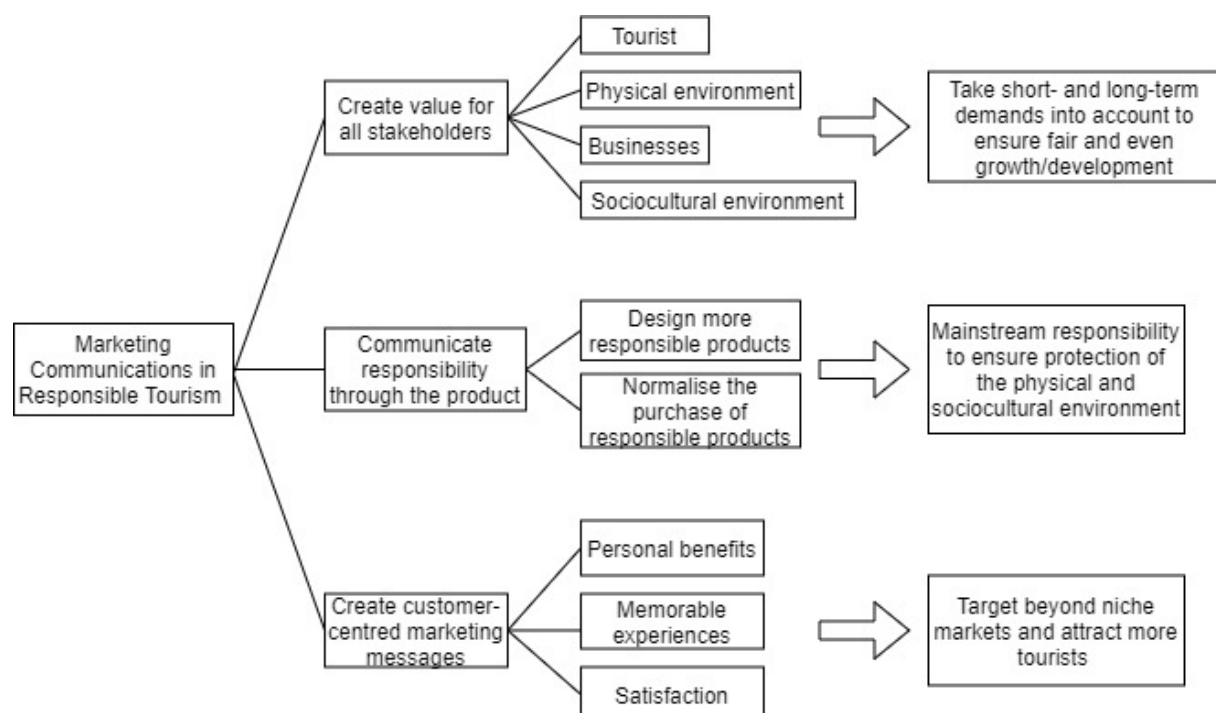 Marketing
Communications in
Responsible Tourism
Create value for
all stakeholders
Tourist
Physical environment
Businesses
Sociocultural environment
Take short- and long-term
demands into account to
ensure fair and even
growth/development
Communicate
responsibility
through the product
Design more
responsible products
Normalise the
purchase of
responsible products
Mainstream responsibility
to ensure protection of
the physical and
sociocultural environment
Create customer-
centred marketing
messages
Personal benefits
Memorable
experiences
Satisfaction
Target beyond niche
markets and attract more
tourists